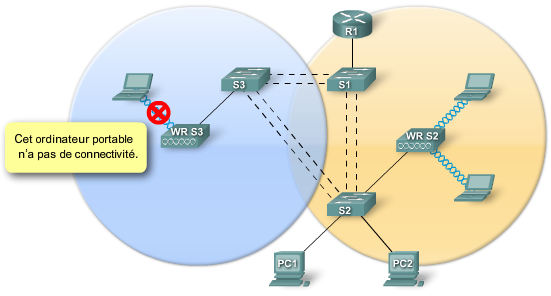 R1
S3
S1
Cet ordinateur portable
n'a pas de connectivité.
WR S3
WR S2
S2
PC1
PC2